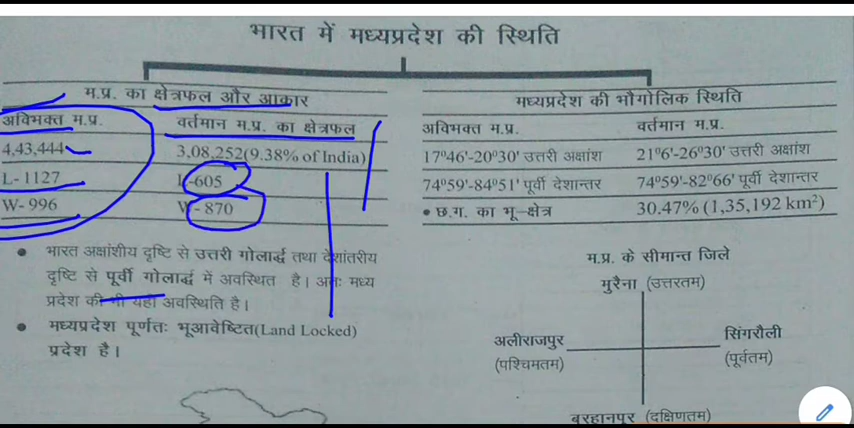 भारत में मध्यप्रदेश की स्थिति
म.प्र. का क्षेत्रफल और आकार
अविभक्त म.प्र. वर्तमान म.प्र. का क्षेत्रफल
4,43,444 3,08,252(9.38% of India)
L- 1127 L-605
W- 996 W- 870
मध्यप्रदेश की भौगोलिक स्थिति
अविभक्त म.प्र. वर्तमान म.प्र.
17°46'-20°30' उत्तरी अक्षांश 21°6'-26°30' उत्तरी अक्षांश
74°59'-84°51' पूर्वी देशान्तर 74°59'-82°66' पूर्वी देशान्तर
• छ.ग. का भू–क्षेत्र 30.47% (1,35,192 km²)
• भारत अक्षांशीय दृष्टि से उत्तरी गोलार्द्ध तथा देशांतरीय
दृष्टि से पूर्वी गोलार्द्ध में अवस्थित है। अतः मध्य
प्रदेश की भी यही अवस्थिति है।
• मध्यप्रदेश पूर्णतः भूआवेष्टित(Land Locked)
प्रदेश है।
म.प्र. के सीमान्त जिले
मुरैना (उत्तरतम)
अलीराजपुर
(पश्चिमतम)
सिंगरौली
(पूर्वतम)
बुरहानपुर (दक्षिणतम)